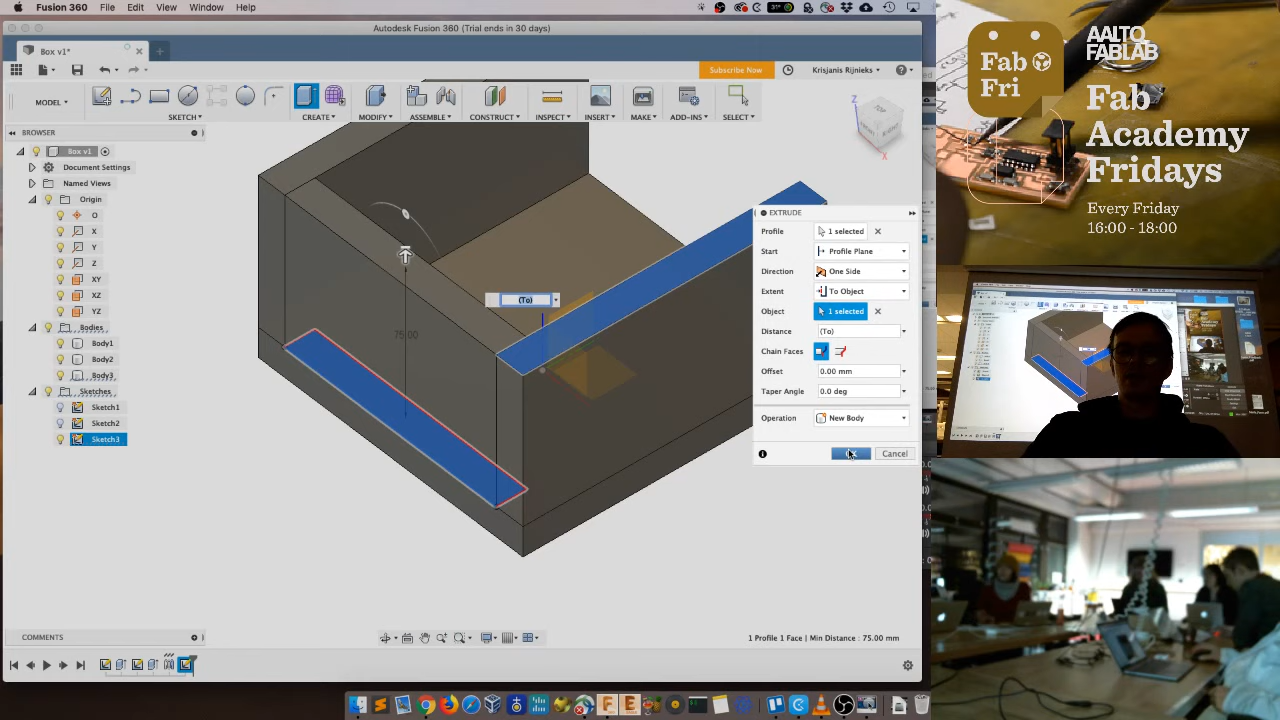 Fusion 360 File Edit View Window Help
Autodesk Fusion 360 (Trial ends in 30 days)
Box v1*
Subscribe Now
Krisjanis Rijnieks
MODEL
SKETCH
CREATE
MODIFY
ASSEMBLE
CONSTRUCT
INSPECT
INSERT
MAKE
ADD-INS
SELECT
BROWSER
Box v1
Document Settings
Named Views
Origin
O
X
Y
Z
XY
XZ
YZ
Bodies
Body1
Body2
Body3
Sketches
Sketch1
Sketch2
Sketch3
75.00
(To)
Z
X
TOP
EXTRUDE
Profile 1 selected
Start Profile Plane
Direction One Side
Extent To Object
Object 1 selected
Distance (To)
Chain Faces
Offset 0.00 mm
Taper Angle 0.0 deg
Operation New Body
Cancel
COMMENTS
1 Profile 1 Face | Min Distance : 75.00 mm
Fab
Fri
AALTO
FABLAB
Fab
Academy
Fridays
Every Friday
16:00 - 18:00